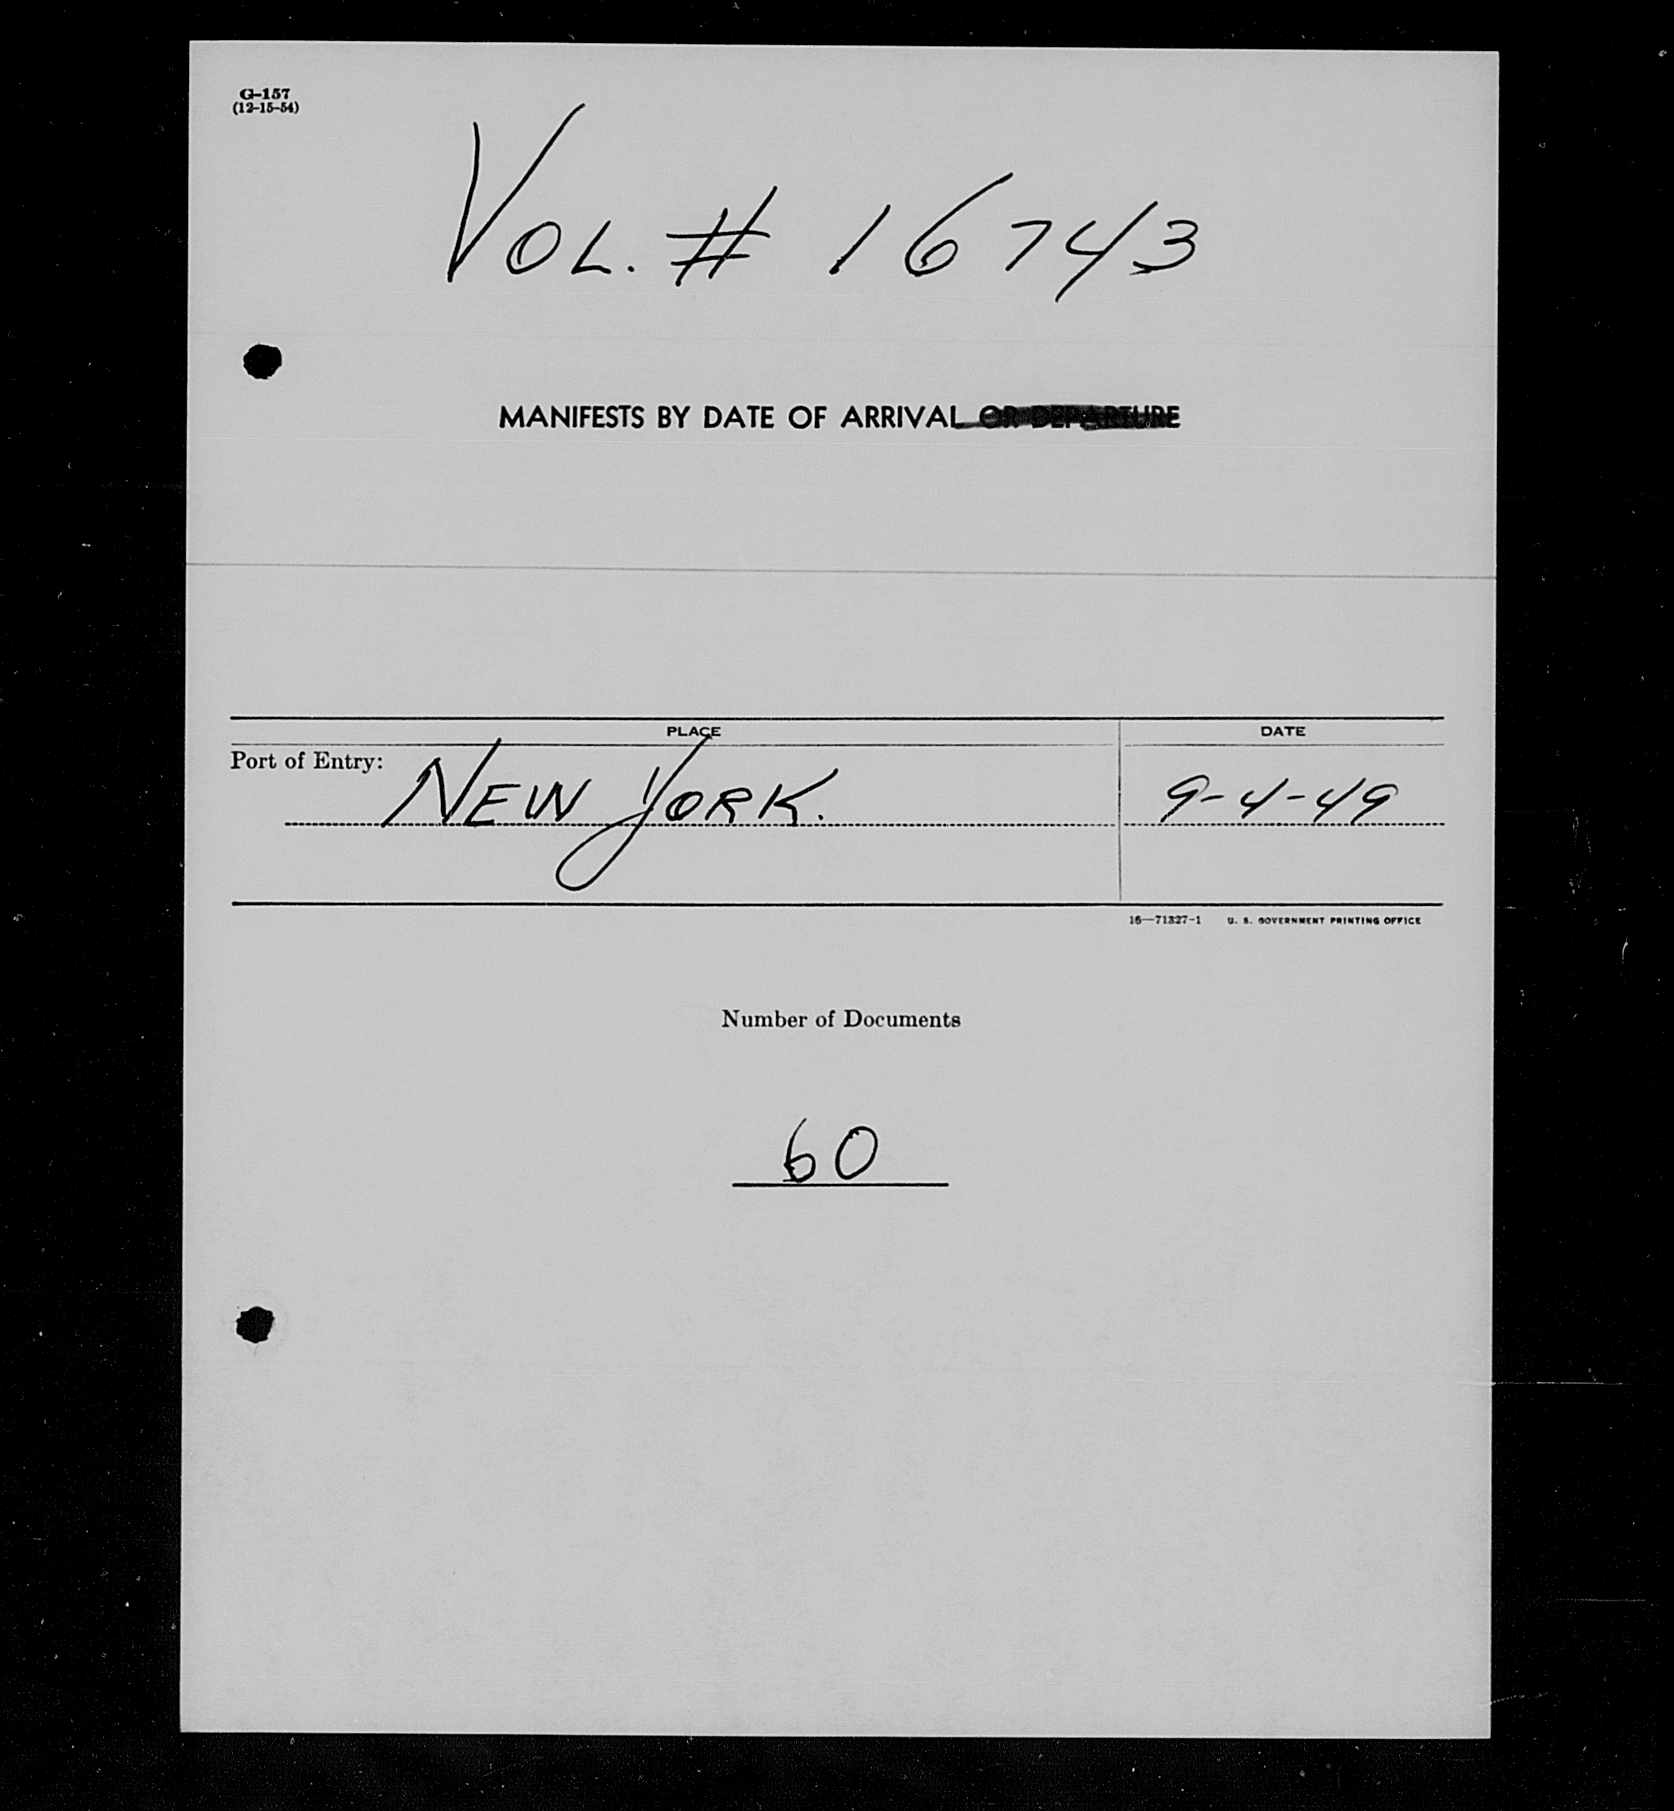 G-157
(12-15-54)
VOL. # 16743
MANIFESTS BY DATE OF ARRIVAL OR DEPARTURE
PLACE
DATE
Port of Entry: NEW YORK.
9-4-49
16—71327-1 U. S. GOVERNMENT PRINTING OFFICE
Number of Documents
60